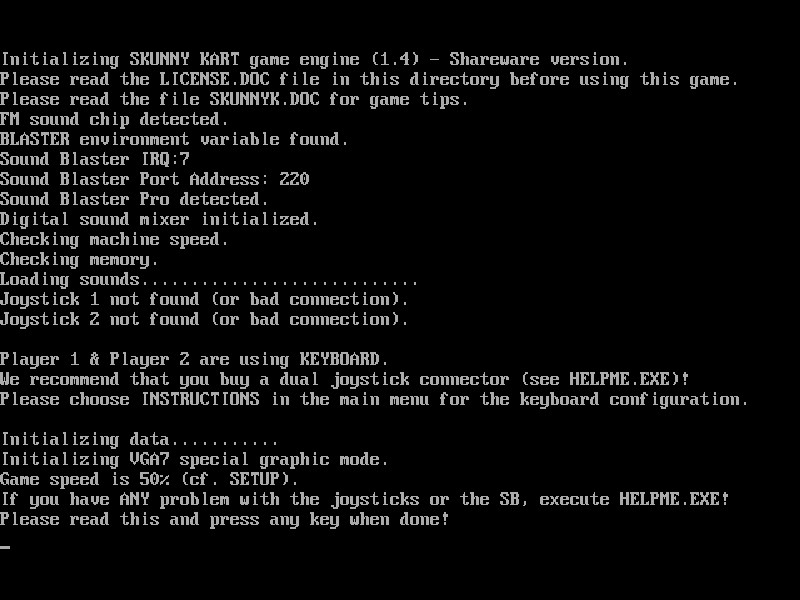 Initializing SKUNNY KART game engine (1.4) - Shareware version.
Please read the LICENSE.DOC file in this directory before using this game.
Please read the file SKUNNYK.DOC for game tips.
FM sound chip detected.
BLASTER environment variable found.
Sound Blaster IRQ:7
Sound Blaster Port Address: 220
Sound Blaster Pro detected.
Digital sound mixer initialized.
Checking machine speed.
Checking memory.
Loading sounds............................
Joystick 1 not found (or bad connection).
Joystick 2 not found (or bad connection).
Player 1 & Player 2 are using KEYBOARD.
We recommend that you buy a dual joystick connector (see HELPME.EXE)!
Please choose INSTRUCTIONS in the main menu for the keyboard configuration.
Initializing data...........
Initializing VGA7 special graphic mode.
Game speed is 50% (cf. SETUP).
If you have ANY problem with the joysticks or the SB, execute HELPME.EXE!
Please read this and press any key when done!
_